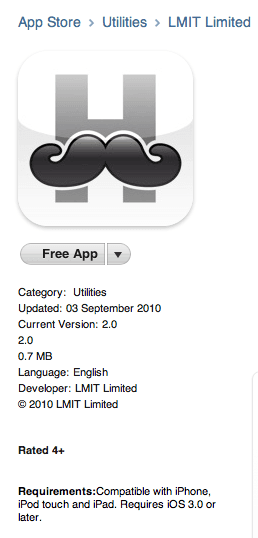 App Store > Utilities > LMIT Limited
H
Free App
Category: Utilities
Updated: 03 September 2010
Current Version: 2.0
2.0
0.7 MB
Language: English
Developer: LMIT Limited
© 2010 LMIT Limited
Rated 4+
Requirements:Compatible with iPhone,
iPod touch and iPad. Requires iOS 3.0 or
later.